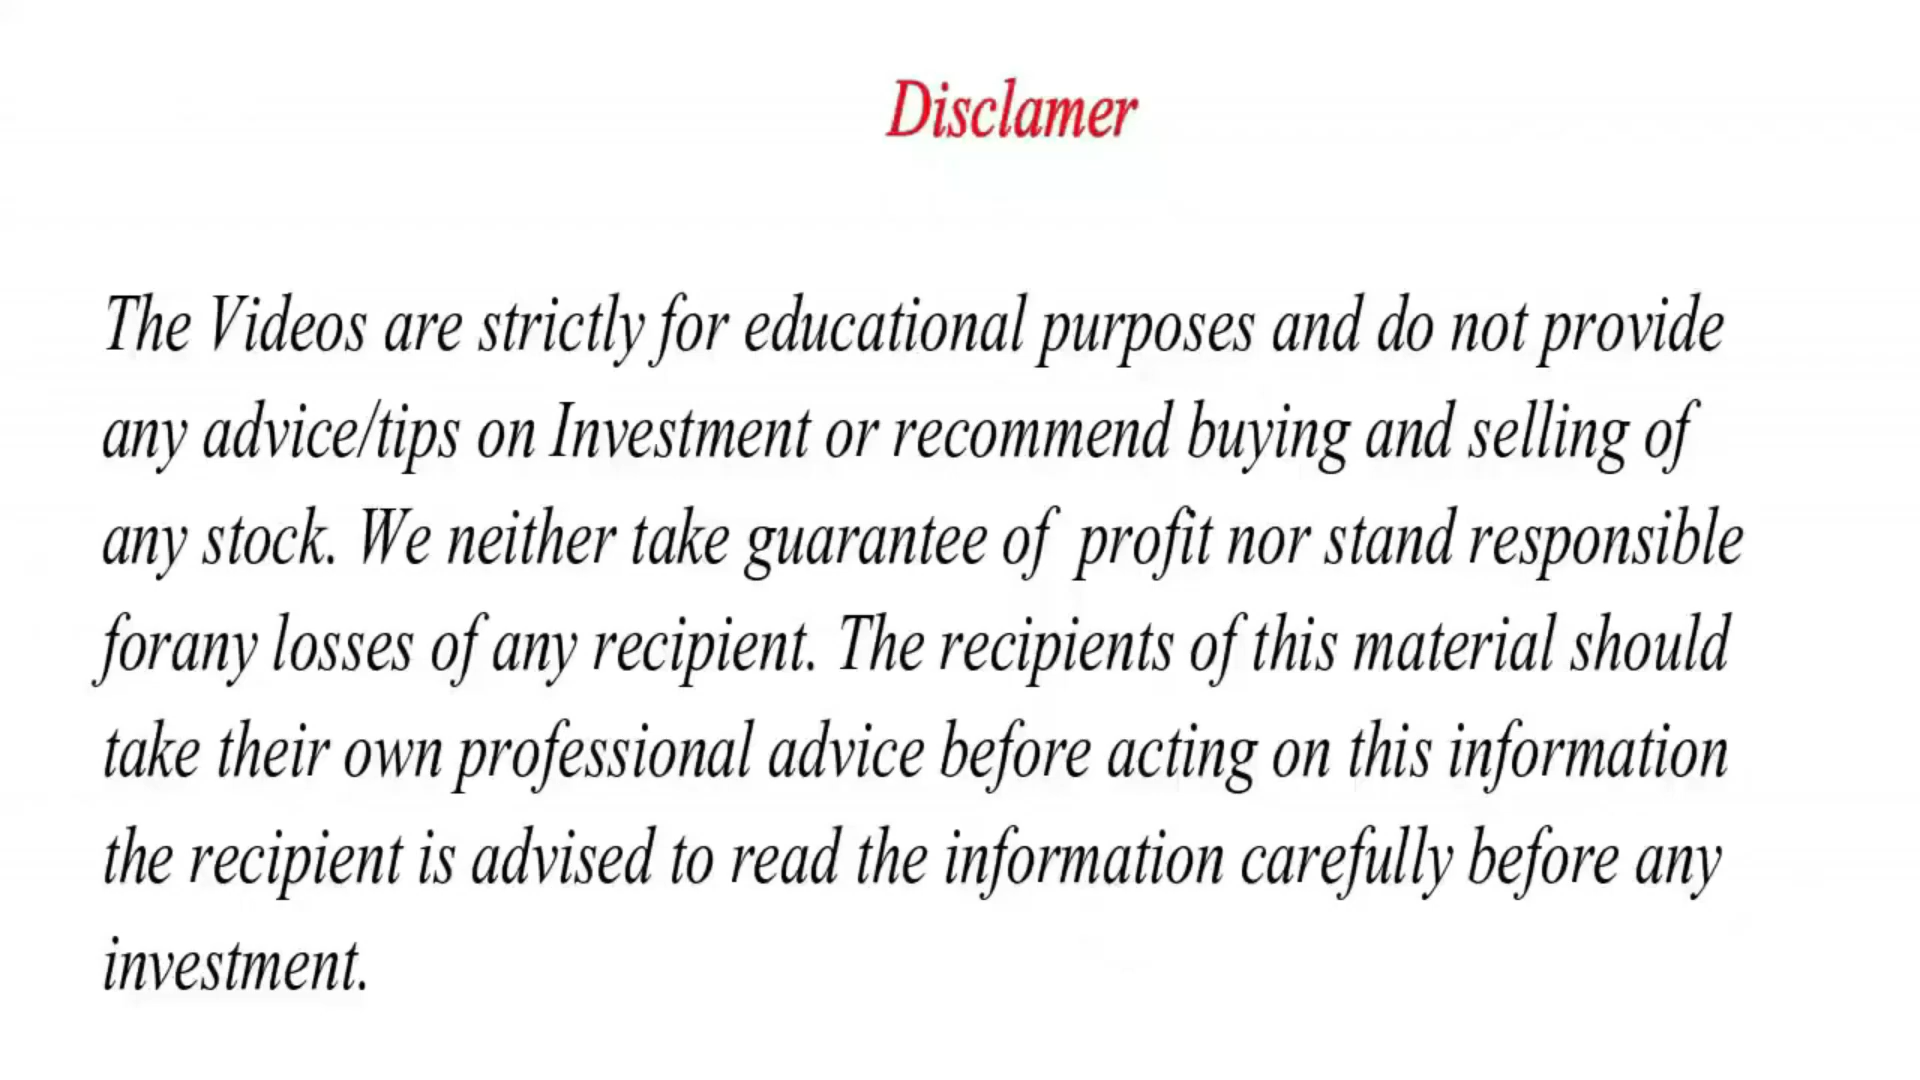 Disclamer
The Videos are strictly for educational purposes and do not provide
any advice/tips on Investment or recommend buying and selling of
any stock. We neither take guarantee of  profit nor stand responsible
forany losses of any recipient. The recipients of this material should
take their own professional advice before acting on this information
the recipient is advised to read the information carefully before any
investment.